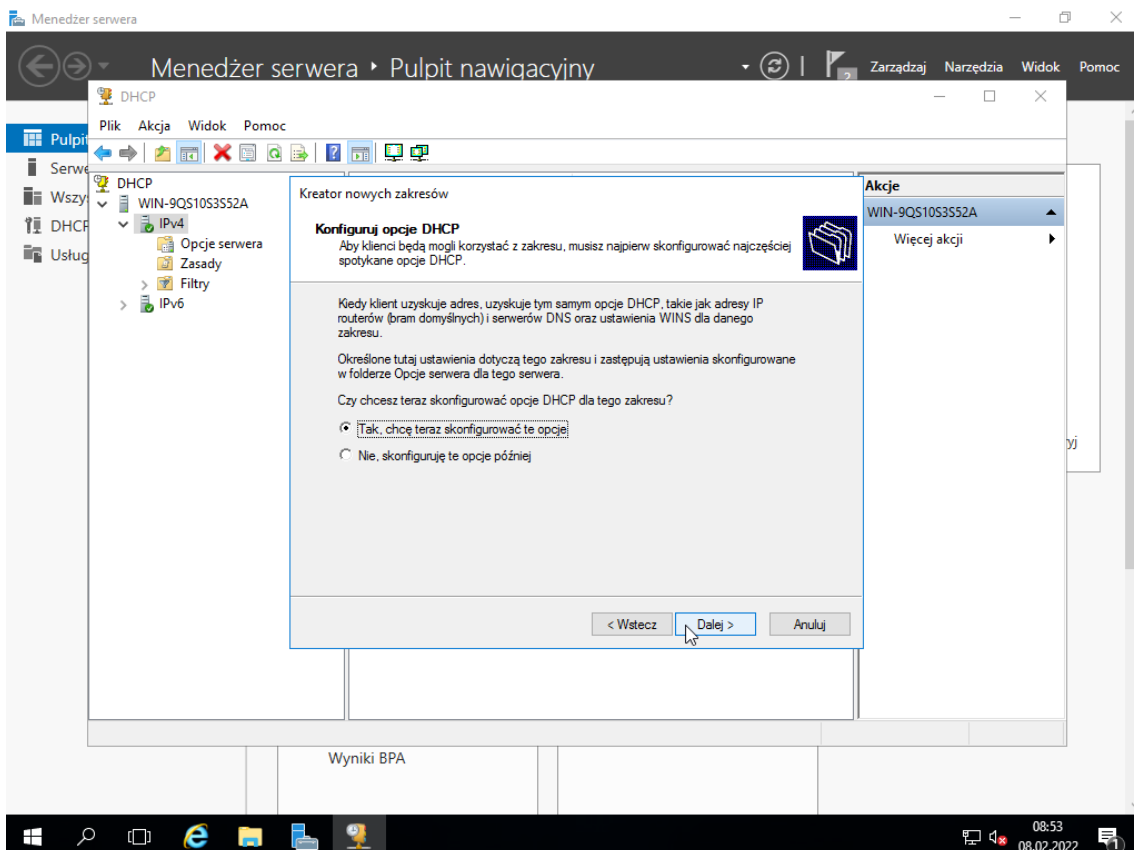 Menedżer serwera
Menedżer serwera ‣ Pulpit nawigacyjny
2
Zarządzaj Narzędzia Widok Pomoc
DHCP
Plik Akcja Widok Pomoc
Pulpit
Serwe
Wszy
DHCP
Usług
DHCP
WIN-9QS10S3S52A
IPv4
Opcje serwera
Zasady
Filtry
IPv6
Kreator nowych zakresów
Konfiguruj opcje DHCP
Aby klienci będą mogli korzystać z zakresu, musisz najpierw skonfigurować najczęściej
spotykane opcje DHCP.
Kiedy klient uzyskuje adres, uzyskuje tym samym opcje DHCP, takie jak adresy IP
routerów (bram domyślnych) i serwerów DNS oraz ustawienia WINS dla danego
zakresu.
Określone tutaj ustawienia dotyczą tego zakresu i zastępują ustawienia skonfigurowane
w folderze Opcje serwera dla tego serwera.
Czy chcesz teraz skonfigurować opcje DHCP dla tego zakresu?
Tak, chcę teraz skonfigurować te opcje
Nie, skonfiguruję te opcje później
< Wstecz Dalej > Anuluj
Akcje
WIN-9QS10S3S52A
Więcej akcji
yj
Wyniki BPA
08:53
08.02.2022
1